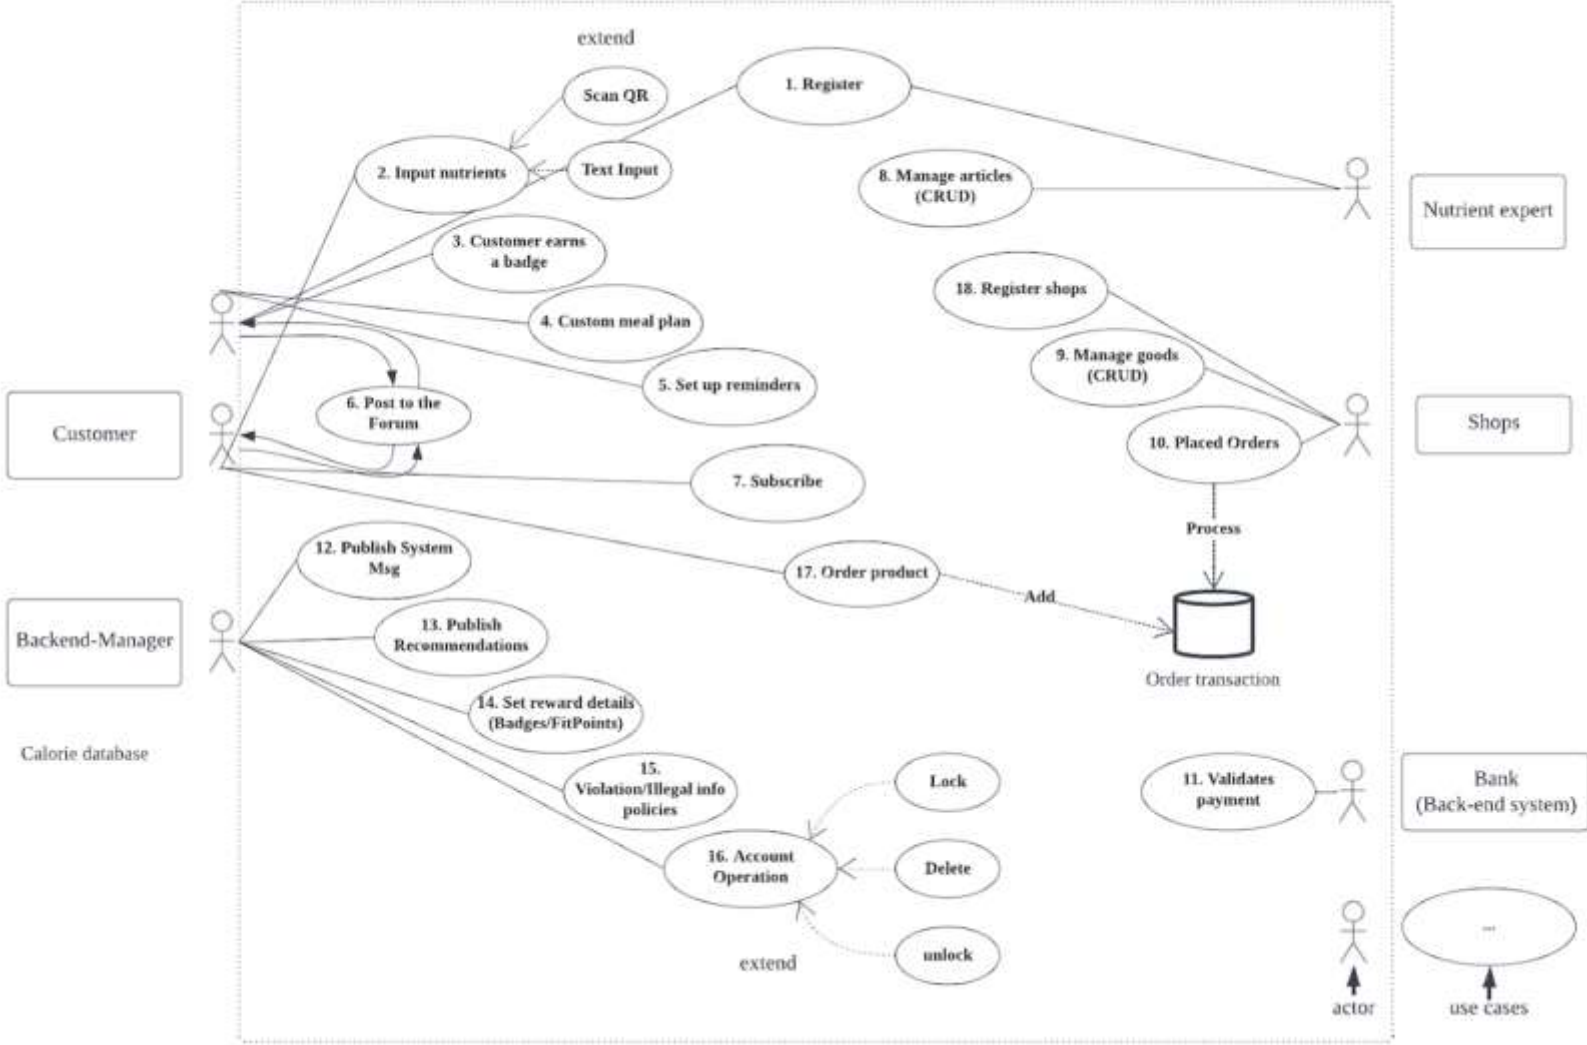 extend
Scan QR
1. Register
2. Input nutrients
Text Input
8. Manage articles
(CRUD)
Nutrient expert
3. Customer earns
a badge
18. Register shops
4. Custom meal plan
9. Manage goods
(CRUD)
5. Set up reminders
6. Post to the
Forum
Customer
10. Placed Orders
Shops
7. Subscribe
Process
12. Publish System
Msg
17. Order product
Add
13. Publish
Recommendations
Backend-Manager
Order transaction
14. Set reward details
(Badges/FitPoints)
Calorie database
15.
Violation/Illegal info
policies
Lock
11. Validates
payment
Bank
(Back-end system)
16. Account
Operation
Delete
unlock
extend
...
actor
use cases